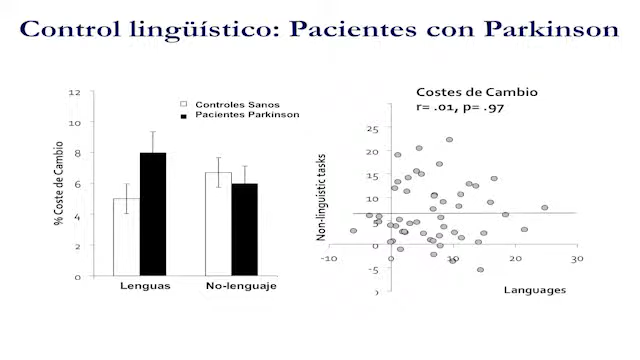 Control lingüístico: Pacientes con Parkinson
12
10
8
6
4
2
0
% Coste de Cambio
Controles Sanos
Pacientes Parkinson
Lenguas
No-lenguaje
Costes de Cambio
r= .01, p= .97
25
20
15
10
5
0
-5
Non-linguistic tasks
-10
0
10
20
30
Languages